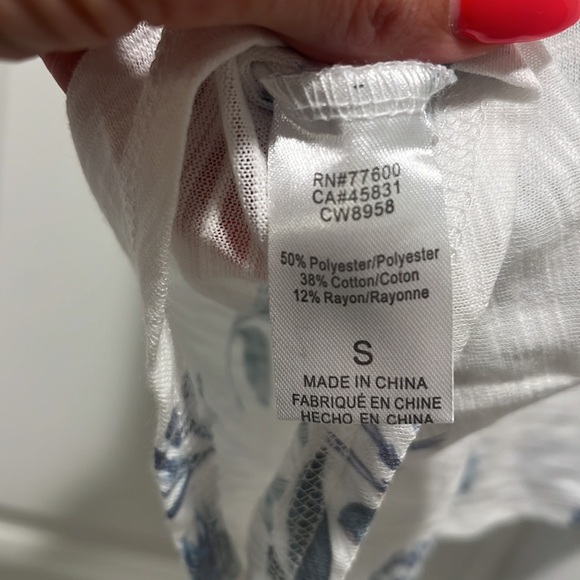 RN#77600
CA#45831
CW8958
50% Polyester/Polyester
38% Cotton/Coton
12% Rayon/Rayonne
S
MADE IN CHINA
FABRIQUÉ EN CHINE
HECHO EN CHINA